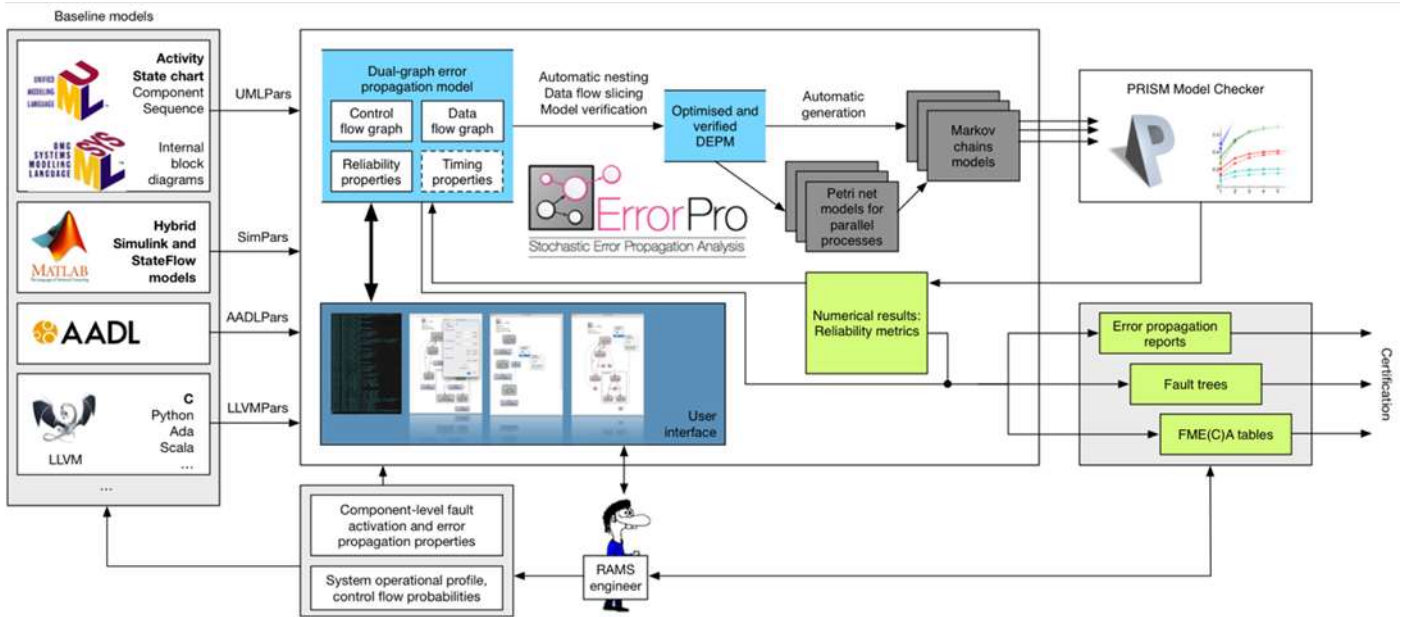 Baseline models
UNIFIED
MODELING
LANGUAGE
UML
Activity
State chart
Component
Sequence
OMG
SYSTEMS
MODELING
LANGUAGE
SYS
ML
Internal
block
diagrams
MATLAB
Hybrid
Simulink and
StateFlow
models
AADL
LLVM
C
Python
Ada
Scala
...
...
UMLPars
SimPars
AADLPars
LLVMPars
Dual-graph error
propagation model
Control
flow graph
Data
flow graph
Reliability
properties
Timing
properties
Automatic nesting
Data flow slicing
Model verification
Optimised and
verified
DEPM
Automatic
generation
Markov
chains
models
Petri net
models for
parallel
processes
ErrorPro
Stochastic Error Propagation Analysis
PRISM Model Checker
P
Numerical results:
Reliability metrics
User
interface
Error propagation
reports
Fault trees
FME(C)A tables
Certification
Component-level fault
activation and error
propagation properties
System operational profile,
control flow probabilities
RAMS
engineer